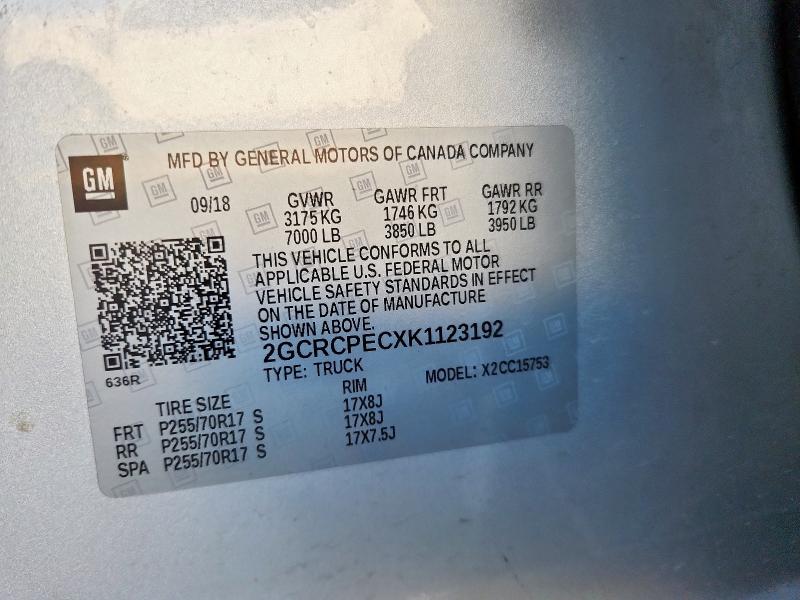 GM
MFD BY GENERAL MOTORS OF CANADA COMPANY
09/18 GVWR GAWR FRT GAWR RR
3175 KG 1746 KG 1792 KG
7000 LB 3850 LB 3950 LB
THIS VEHICLE CONFORMS TO ALL
APPLICABLE U.S. FEDERAL MOTOR
VEHICLE SAFETY STANDARDS IN EFFECT
ON THE DATE OF MANUFACTURE
SHOWN ABOVE.
2GCRCPECXK1123192
636R TYPE: TRUCK MODEL: X2CC15753
TIRE SIZE RIM
FRT P255/70R17 S 17X8J
RR P255/70R17 S 17X8J
SPA P255/70R17 S 17X7.5J